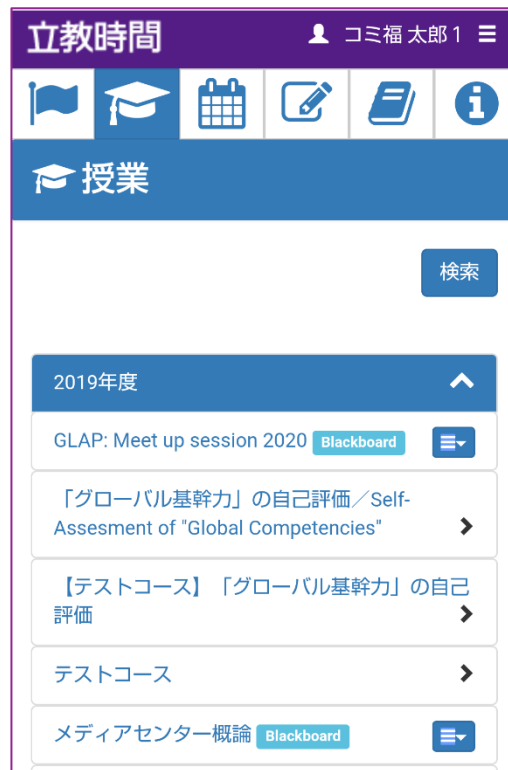 立教時間 コミ福 太郎 1
授業
検索
2019年度
GLAP: Meet up session 2020 Blackboard
「グローバル基幹力」の自己評価／Self-
Assesment of "Global Competencies"
【テストコース】「グローバル基幹力」の自己
評価
テストコース
メディアセンター概論 Blackboard